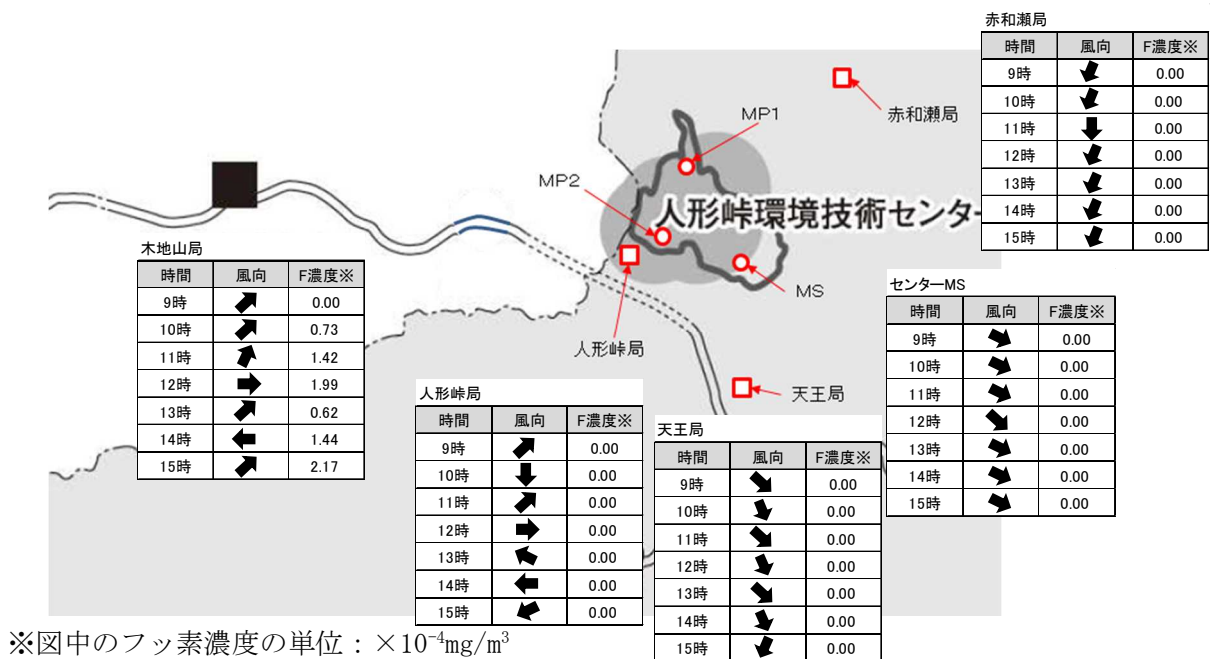 赤和瀬局
時間 風向 F濃度※
9時 0.00
10時 0.00
11時 0.00
12時 0.00
13時 0.00
14時 0.00
15時 0.00
MP1
赤和瀬局
MP2
人形峠環境技術センター
MS
人形峠局
天王局
木地山局
時間 風向 F濃度※
9時 0.00
10時 0.73
11時 1.42
12時 1.99
13時 0.62
14時 1.44
15時 2.17
センターMS
時間 風向 F濃度※
9時 0.00
10時 0.00
11時 0.00
12時 0.00
13時 0.00
14時 0.00
15時 0.00
人形峠局
時間 風向 F濃度※
9時 0.00
10時 0.00
11時 0.00
12時 0.00
13時 0.00
14時 0.00
15時 0.00
天王局
時間 風向 F濃度※
9時 0.00
10時 0.00
11時 0.00
12時 0.00
13時 0.00
14時 0.00
15時 0.00
※図中のフッ素濃度の単位：×10⁻⁴mg/m³